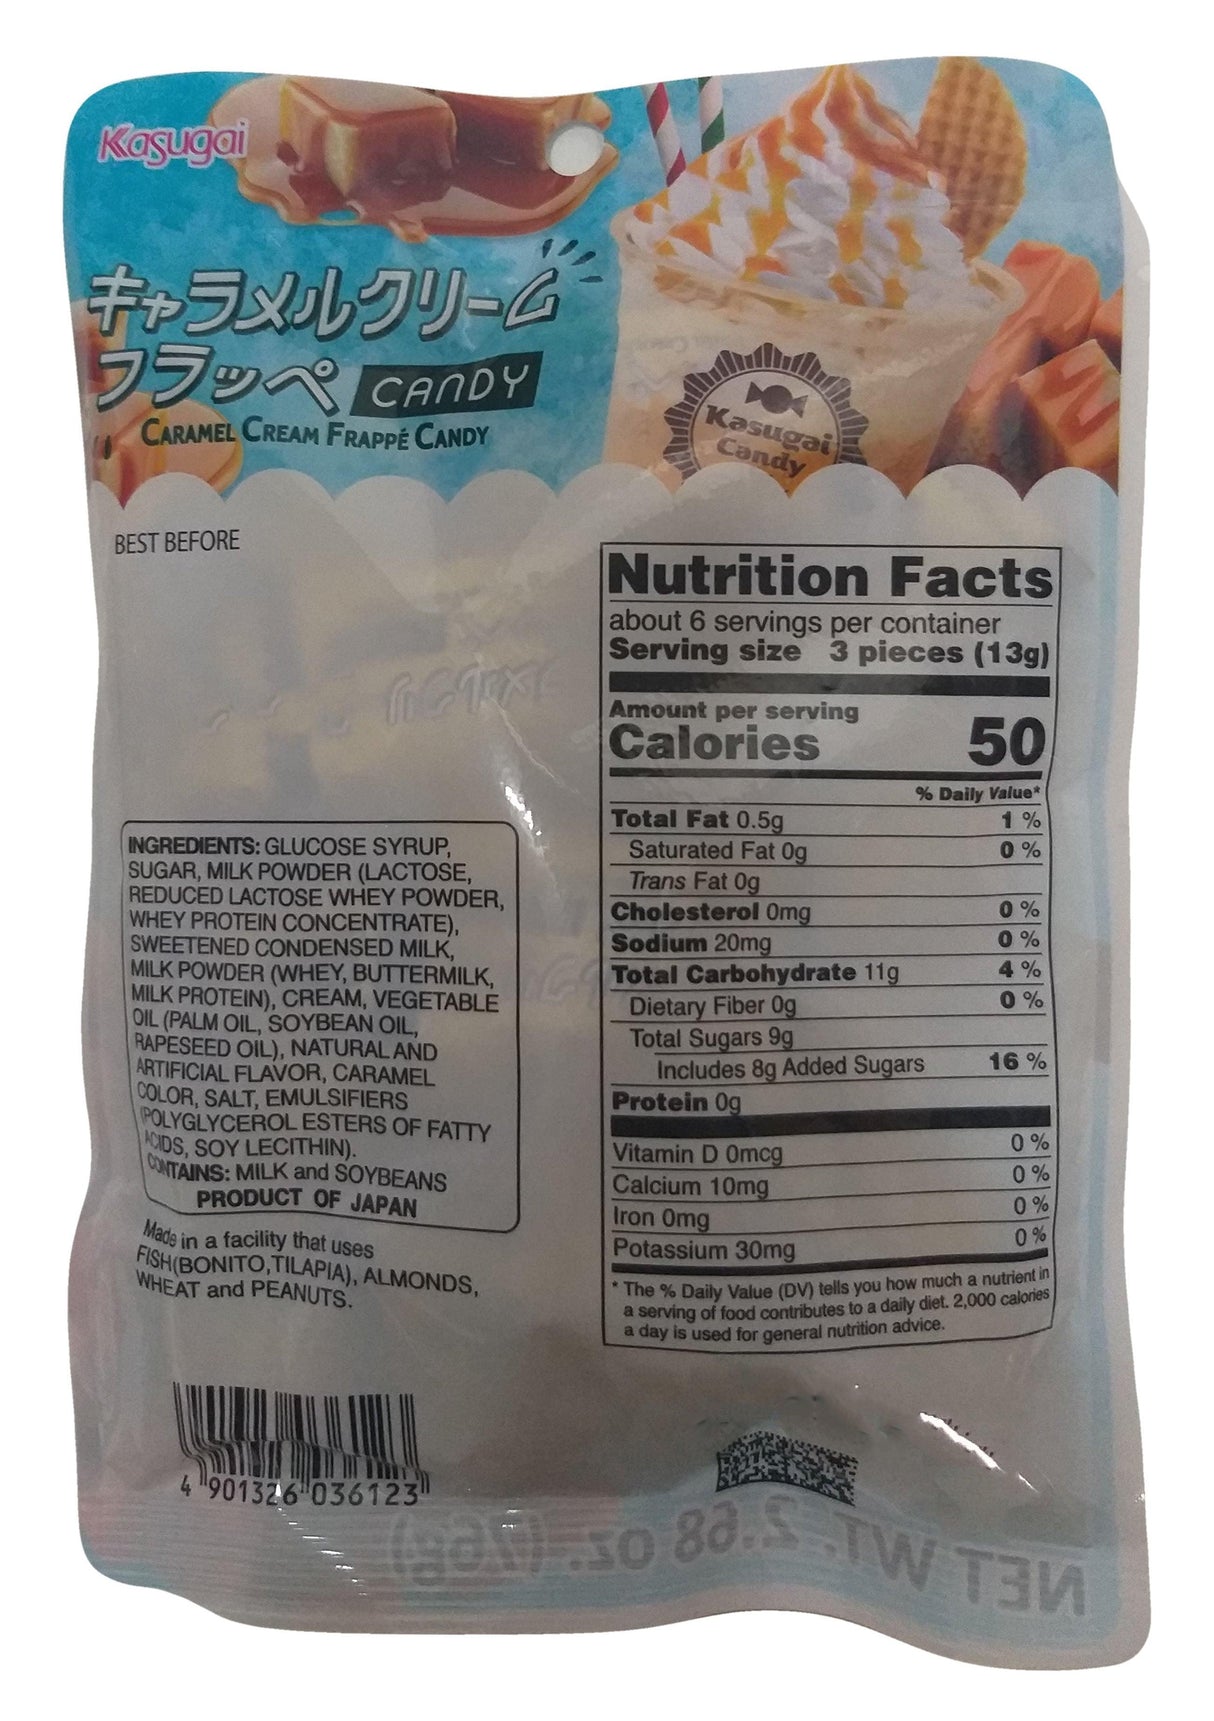 Kasugai
キャラメルクリーム
フラッペ CANDY
CARAMEL CREAM FRAPPÉ CANDY
Kasugai
Candy
BEST BEFORE
INGREDIENTS: GLUCOSE SYRUP,
SUGAR, MILK POWDER (LACTOSE,
REDUCED LACTOSE WHEY POWDER,
WHEY PROTEIN CONCENTRATE),
SWEETENED CONDENSED MILK,
MILK POWDER (WHEY, BUTTERMILK,
MILK PROTEIN), CREAM, VEGETABLE
OIL (PALM OIL, SOYBEAN OIL,
RAPESEED OIL), NATURAL AND
ARTIFICIAL FLAVOR, CARAMEL
COLOR, SALT, EMULSIFIERS
(POLYGLYCEROL ESTERS OF FATTY
ACIDS, SOY LECITHIN).
CONTAINS: MILK and SOYBEANS
PRODUCT OF JAPAN
Made in a facility that uses
FISH(BONITO,TILAPIA), ALMONDS,
WHEAT and PEANUTS.
4 901326 036123
Nutrition Facts
about 6 servings per container
Serving size 3 pieces (13g)
Amount per serving
Calories 50
% Daily Value*
Total Fat 0.5g 1 %
Saturated Fat 0g 0 %
Trans Fat 0g
Cholesterol 0mg 0 %
Sodium 20mg 0 %
Total Carbohydrate 11g 4 %
Dietary Fiber 0g 0 %
Total Sugars 9g
Includes 8g Added Sugars 16 %
Protein 0g
Vitamin D 0mcg 0 %
Calcium 10mg 0 %
Iron 0mg 0 %
Potassium 30mg 0 %
* The % Daily Value (DV) tells you how much a nutrient in
a serving of food contributes to a daily diet. 2,000 calories
a day is used for general nutrition advice.
NET WT. 2.68 oz. (76g)